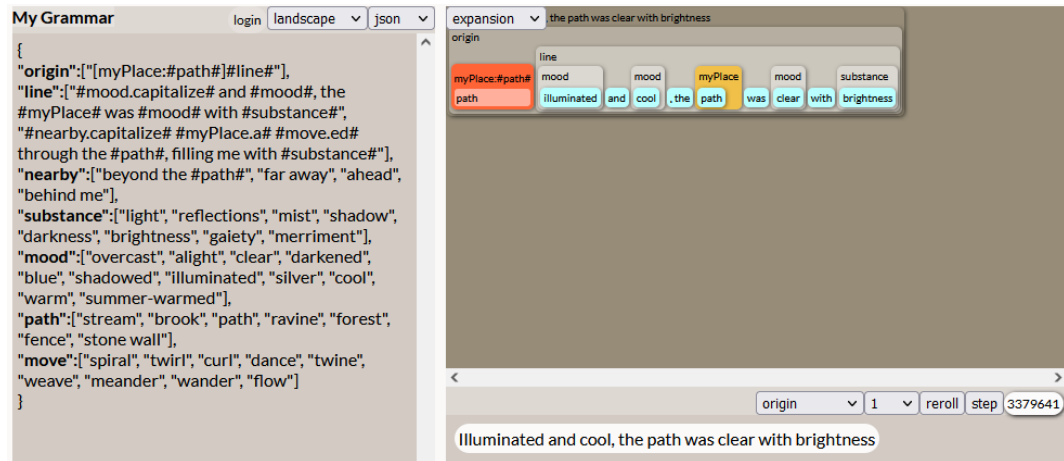 My Grammar
login landscape json
{
"origin":["[myPlace:#path#]#line#"],
"line":["#mood.capitalize# and #mood#, the
#myPlace# was #mood# with #substance#",
"#nearby.capitalize# #myPlace.a# #move.ed#
through the #path#, filling me with #substance#"],
"nearby":["beyond the #path#", "far away", "ahead",
"behind me"],
"substance":["light", "reflections", "mist", "shadow",
"darkness", "brightness", "gaiety", "merriment"],
"mood":["overcast", "alight", "clear", "darkened",
"blue", "shadowed", "illuminated", "silver", "cool",
"warm", "summer-warmed"],
"path":["stream", "brook", "path", "ravine", "forest",
"fence", "stone wall"],
"move":["spiral", "twirl", "curl", "dance", "twine",
"weave", "meander", "wander", "flow"]
}
expansion , the path was clear with brightness
origin
line
myPlace:#path# mood mood myPlace mood substance
path illuminated and cool , the path was clear with brightness
origin 1 reroll step 3379641
Illuminated and cool, the path was clear with brightness